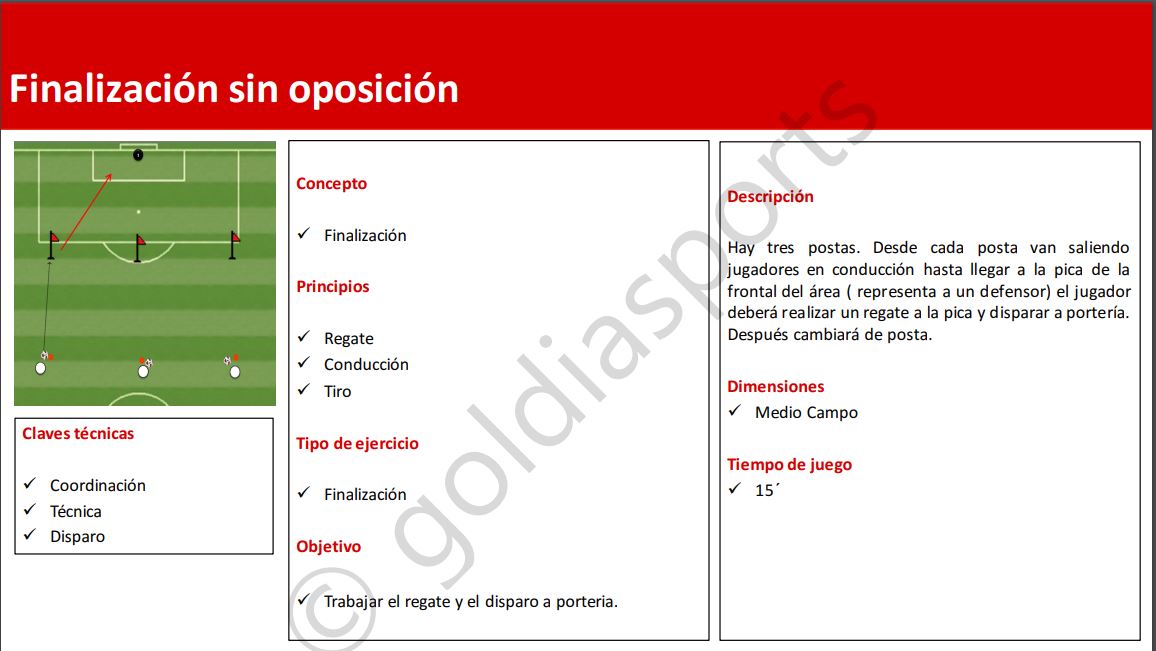 Finalización sin oposición
Claves técnicas
Coordinación
Técnica
Disparo
Concepto
Finalización
Principios
Regate
Conducción
Tiro
Tipo de ejercicio
Finalización
Objetivo
Trabajar el regate y el disparo a porteria.
Descripción
Hay tres postas. Desde cada posta van saliendo
jugadores en conducción hasta llegar a la pica de la
frontal del área ( representa a un defensor) el jugador
deberá realizar un regate a la pica y disparar a portería.
Después cambiará de posta.
Dimensiones
Medio Campo
Tiempo de juego
15´
© goldiasports